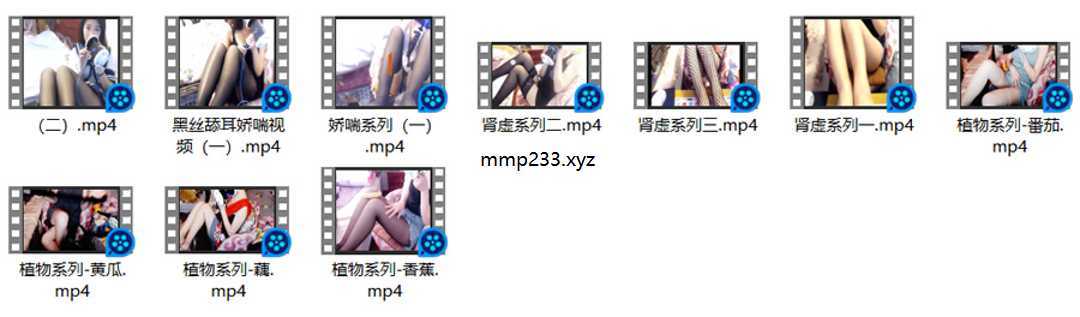 （二）.mp4
黑丝舔耳娇喘视
频（一）.mp4
娇喘系列（一）
.mp4
肾虚系列二.mp4
肾虚系列三.mp4
肾虚系列一.mp4
植物系列-番茄.
mp4
mmp233.xyz
植物系列-黄瓜.
mp4
植物系列-藕.
mp4
植物系列-香蕉.
mp4